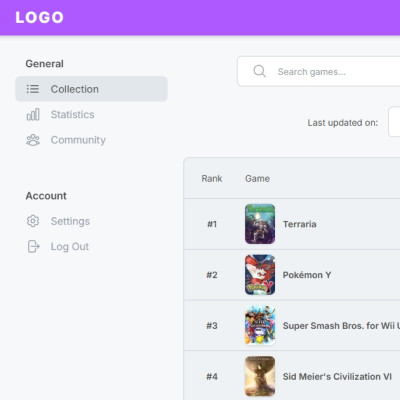 LOGO
General
Collection
Statistics
Community
Account
Settings
Log Out
Search games...
Last updated on:
Rank Game
#1 Terraria
#2 Pokémon Y
#3 Super Smash Bros. for Wii U
#4 Sid Meier's Civilization VI